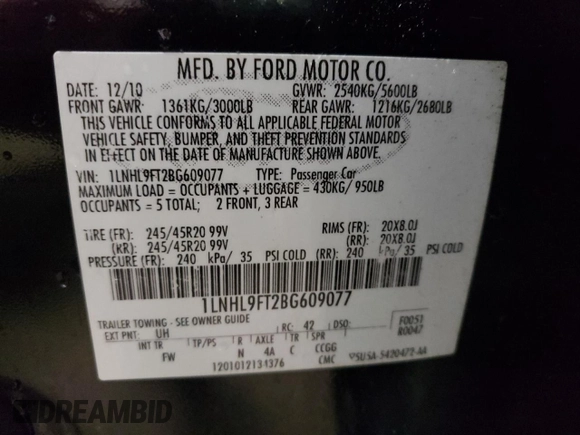 MFD. BY FORD MOTOR CO.
DATE: 12/10 GVWR: 2540KG/5600LB
FRONT GAWR: 1361KG/3000LB REAR GAWR: 1216KG/2680LB
THIS VEHICLE CONFORMS TO ALL APPLICABLE FEDERAL MOTOR
VEHICLE SAFETY, BUMPER, AND THEFT PREVENTION STANDARDS
IN EFFECT ON THE DATE OF MANUFACTURE SHOWN ABOVE.
VIN: 1LNHL9FT2BG609077 TYPE: Passenger Car
MAXIMUM LOAD = OCCUPANTS + LUGGAGE = 430KG/ 950LB
OCCUPANTS = 5 TOTAL: 2 FRONT, 3 REAR
TIRE (FR): 245/45R20 99V RIMS (FR): 20X8.0J
(RR): 245/45R20 99V (RR): 20X8.0J
PRESSURE (FR): 240 kPa/ 35 PSI COLD (RR): 240 kPa/ 35 PSI COLD
1LNHL9FT2BG609077
TRAILER TOWING - SEE OWNER GUIDE
EXT PNT: UH RC: 42 DSO: F0051
R0047
INT TR TP/PS R AXLE TR SPR
FW N 4A C CCGG
1201012134376 CMC
5U5A-5420472-AA
DREAMBID